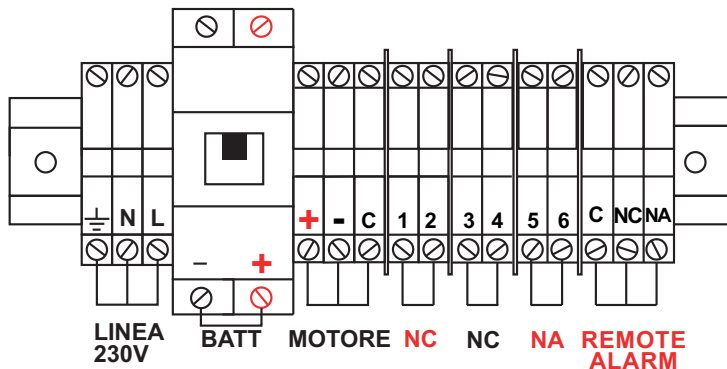 ⏚ N L - + + - C 1 2 3 4 5 6 C NC NA
LINEA 230V
BATT
MOTORE
NC
NC
NA
REMOTE ALARM